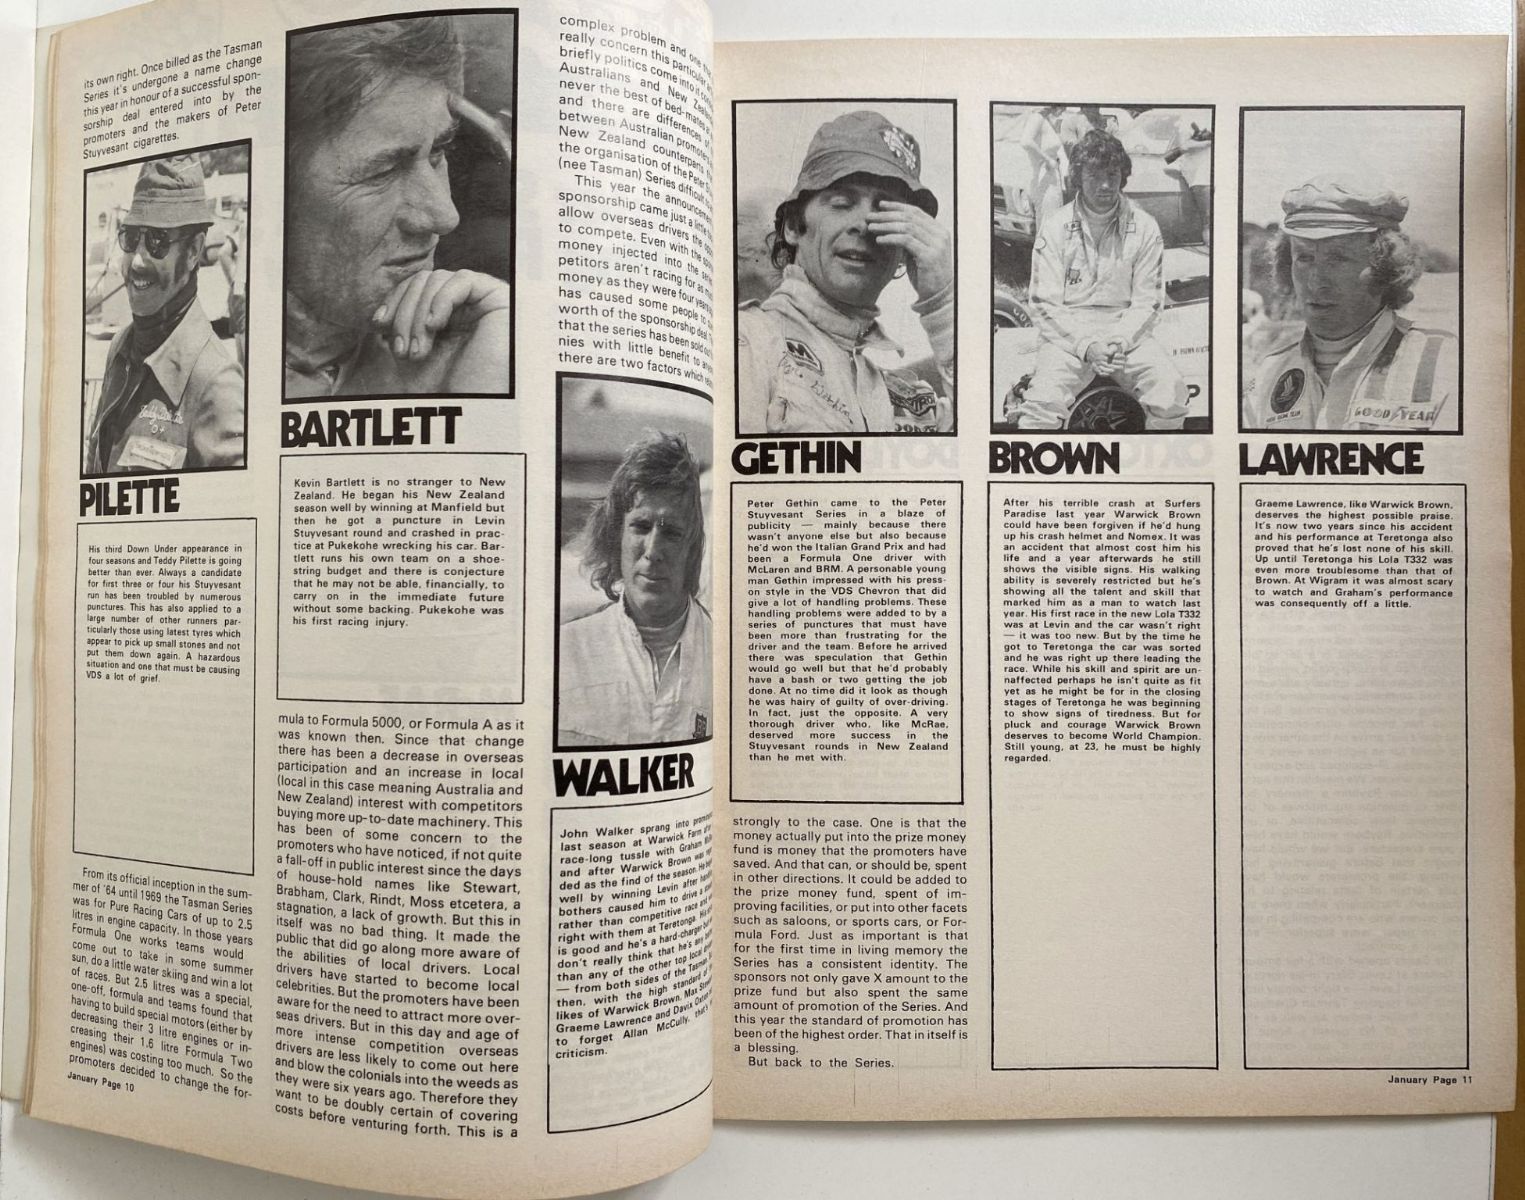 its own right. Once billed as the Tasman
Series it's undergone a name change
this year in honour of a successful spon-
sorship deal entered into by the
promoters and the makers of Peter
Stuyvesant cigarettes.
PILETTE
His third Down Under appearance in
four seasons and Teddy Pilette is going
better than ever. Always a candidate
for first three or four his Stuyvesant
run has been troubled by numerous
punctures. This has also applied to a
large number of other runners par-
ticularly those using latest tyres which
appear to pick up small stones and not
put them down again. A hazardous
situation and one that must be causing
VDS a lot of grief.
From its official inception in the sum-
mer of '64 until 1969 the Tasman Series
was for Pure Racing Cars of up to 2.5
litres in engine capacity. In those years
Formula One works teams would
come out to take in some summer
sun, do a little water skiing and win a lot
of races. But 2.5 litres was a special,
one-off, formula and teams found that
having to build special motors (either by
decreasing their 3 litre engines or in-
creasing their 1.6 litre Formula Two
engines) was costing too much. So the
promoters decided to change the for-
January Page 10
BARTLETT
Kevin Bartlett is no stranger to New
Zealand. He began his New Zealand
season well by winning at Manfield but
then he got a puncture in Levin
Stuyvesant round and crashed in prac-
tice at Pukekohe wrecking his car. Bar-
tlett runs his own team on a shoe-
string budget and there is conjecture
that he may not be able, financially, to
carry on in the immediate future
without some backing. Pukekohe was
his first racing injury.
mula to Formula 5000, or Formula A as it
was known then. Since that change
there has been a decrease in overseas
participation and an increase in local
(local in this case meaning Australia and
New Zealand) interest with competitors
buying more up-to-date machinery. This
has been of some concern to the
promoters who have noticed, if not quite
a fall-off in public interest since the days
of house-hold names like Stewart,
Brabham, Clark, Rindt, Moss etcetera, a
stagnation, a lack of growth. But this in
itself was no bad thing. It made the
public that did go along more aware of
the abilities of local drivers. Local
drivers have started to become local
celebrities. But the promoters have been
aware for the need to attract more over-
seas drivers. But in this day and age of
more intense competition overseas
drivers are less likely to come out here
and blow the colonials into the weeds as
they were six years ago. Therefore they
want to be doubly certain of covering
costs before venturing forth. This is a
complex problem and one that
really concern this particular
briefly politics come into it
Australians and New
never the best of bed-mates
and there are differences of
between Australian promoters
New Zealand counterparts
the organisation of the Peter
(nee Tasman) Series difficult
This year the announcement
sponsorship came just a little
allow overseas drivers the
to compete. Even with the
money injected into the series
petitors aren't racing for as much
money as they were four years
has caused some people to
worth of the sponsorship deal.
that the series has been sold
nies with little benefit to
there are two factors which
WALKER
John Walker sprang into
last season at Warwick Farm after
race-long tussle with Graham
and after Warwick Brown was
ded as the find of the season. He
well by winning Levin after
bothers caused him to drive a
rather than competitive race and
right with them at Teretonga. His
is good and he's a hard-charger but
don't really think that he's any
than any of the other top local
— from both sides of the Tasman.
then, with the high standard of
likes of Warwick Brown, Max
Graeme Lawrence and Davix Oxton
to forget Allan McCully, that's
criticism.
GETHIN
Peter Gethin came to the Peter
Stuyvesant Series in a blaze of
publicity — mainly because there
wasn't anyone else but also because
he'd won the Italian Grand Prix and had
been a Formula One driver with
McLaren and BRM. A personable young
man Gethin impressed with his press-
on style in the VDS Chevron that did
give a lot of handling problems. These
handling problems were added to by a
series of punctures that must have
been more than frustrating for the
driver and the team. Before he arrived
there was speculation that Gethin
would go well but that he'd probably
have a bash or two getting the job
done. At no time did it look as though
he was hairy of guilty of over-driving.
In fact, just the opposite. A very
thorough driver who, like McRae,
deserved more success in the
Stuyvesant rounds in New Zealand
than he met with.
strongly to the case. One is that the
money actually put into the prize money
fund is money that the promoters have
saved. And that can, or should be, spent
in other directions. It could be added to
the prize money fund, spent of im-
proving facilities, or put into other facets
such as saloons, or sports cars, or For-
mula Ford. Just as important is that
for the first time in living memory the
Series has a consistent identity. The
sponsors not only gave X amount to the
prize fund but also spent the same
amount of promotion of the Series. And
this year the standard of promotion has
been of the highest order. That in itself is
a blessing.
But back to the Series.
BROWN
After his terrible crash at Surfers
Paradise last year Warwick Brown
could have been forgiven if he'd hung
up his crash helmet and Nomex. It was
an accident that almost cost him his
life and a year afterwards he still
shows the visible signs. His walking
ability is severely restricted but he's
showing all the talent and skill that
marked him as a man to watch last
year. His first race in the new Lola T332
was at Levin and the car wasn't right
— it was too new. But by the time he
got to Teretonga the car was sorted
and he was right up there leading the
race. While his skill and spirit are un-
naffected perhaps he isn't quite as fit
yet as he might be for in the closing
stages of Teretonga he was beginning
to show signs of tiredness. But for
pluck and courage Warwick Brown
deserves to become World Champion.
Still young, at 23, he must be highly
regarded.
GOODYEAR
LAWRENCE
Graeme Lawrence, like Warwick Brown,
deserves the highest possible praise.
It's now two years since his accident
and his performance at Teretonga also
proved that he's lost none of his skill.
Up until Teretonga his Lola T332 was
even more troublesome than that of
Brown. At Wigram it was almost scary
to watch and Graham's performance
was consequently off a little.
January Page 11